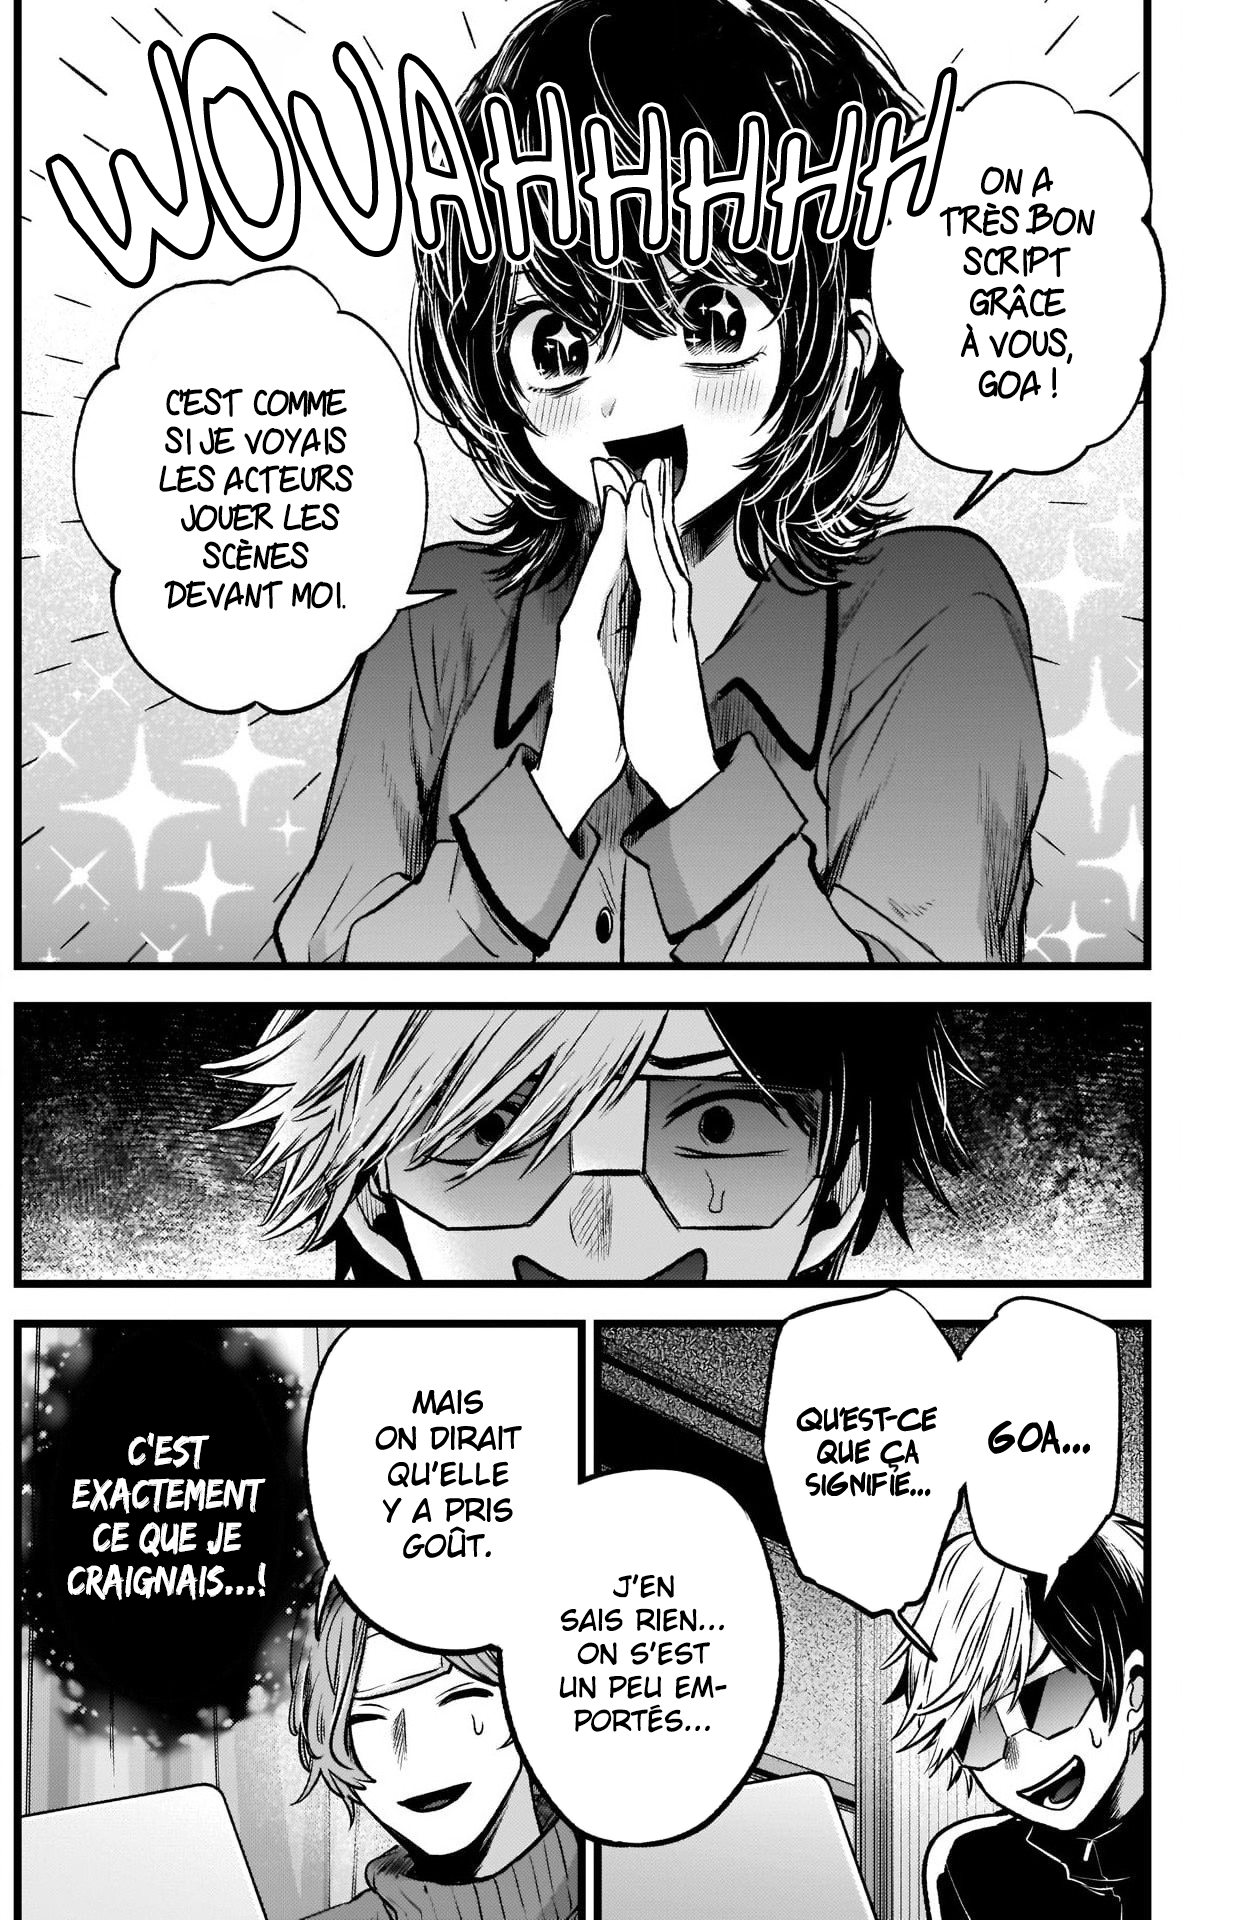 WOUAHHHHH
ON A
TRÈS BON
SCRIPT
GRÂCE
À VOUS,
GOA !
C'EST COMME
SI JE VOYAIS
LES ACTEURS
JOUER LES
SCÈNES
DEVANT MOI.
GOA...
QU'EST-CE
QUE ÇA
SIGNIFIE...
J'EN
SAIS RIEN...
ON S'EST
UN PEU EM-
PORTÉS...
MAIS
ON DIRAIT
QU'ELLE
Y A PRIS
GOÛT.
C'EST
EXACTEMENT
CE QUE JE
CRAIGNAIS...!